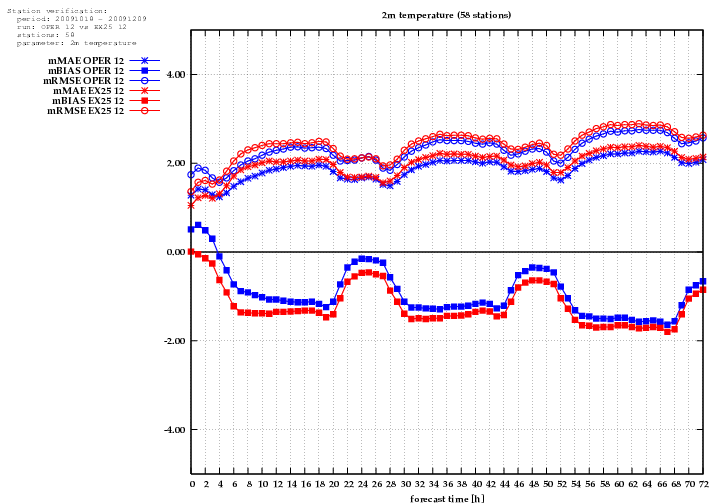 Station verification:
period: 20091010 - 20091209
run: OPER 12 vs EX25 12
stations: 58
parameter: 2m temperature
2m temperature (58 stations)
mMAE OPER 12
mBIAS OPER 12
mRMSE OPER 12
mMAE EX25 12
mBIAS EX25 12
mRMSE EX25 12
4.00
2.00
0.00
-2.00
-4.00
0 2 4 6 8 10 12 14 16 18 20 22 24 26 28 30 32 34 36 38 40 42 44 46 48 50 52 54 56 58 60 62 64 66 68 70 72
forecast time [h]